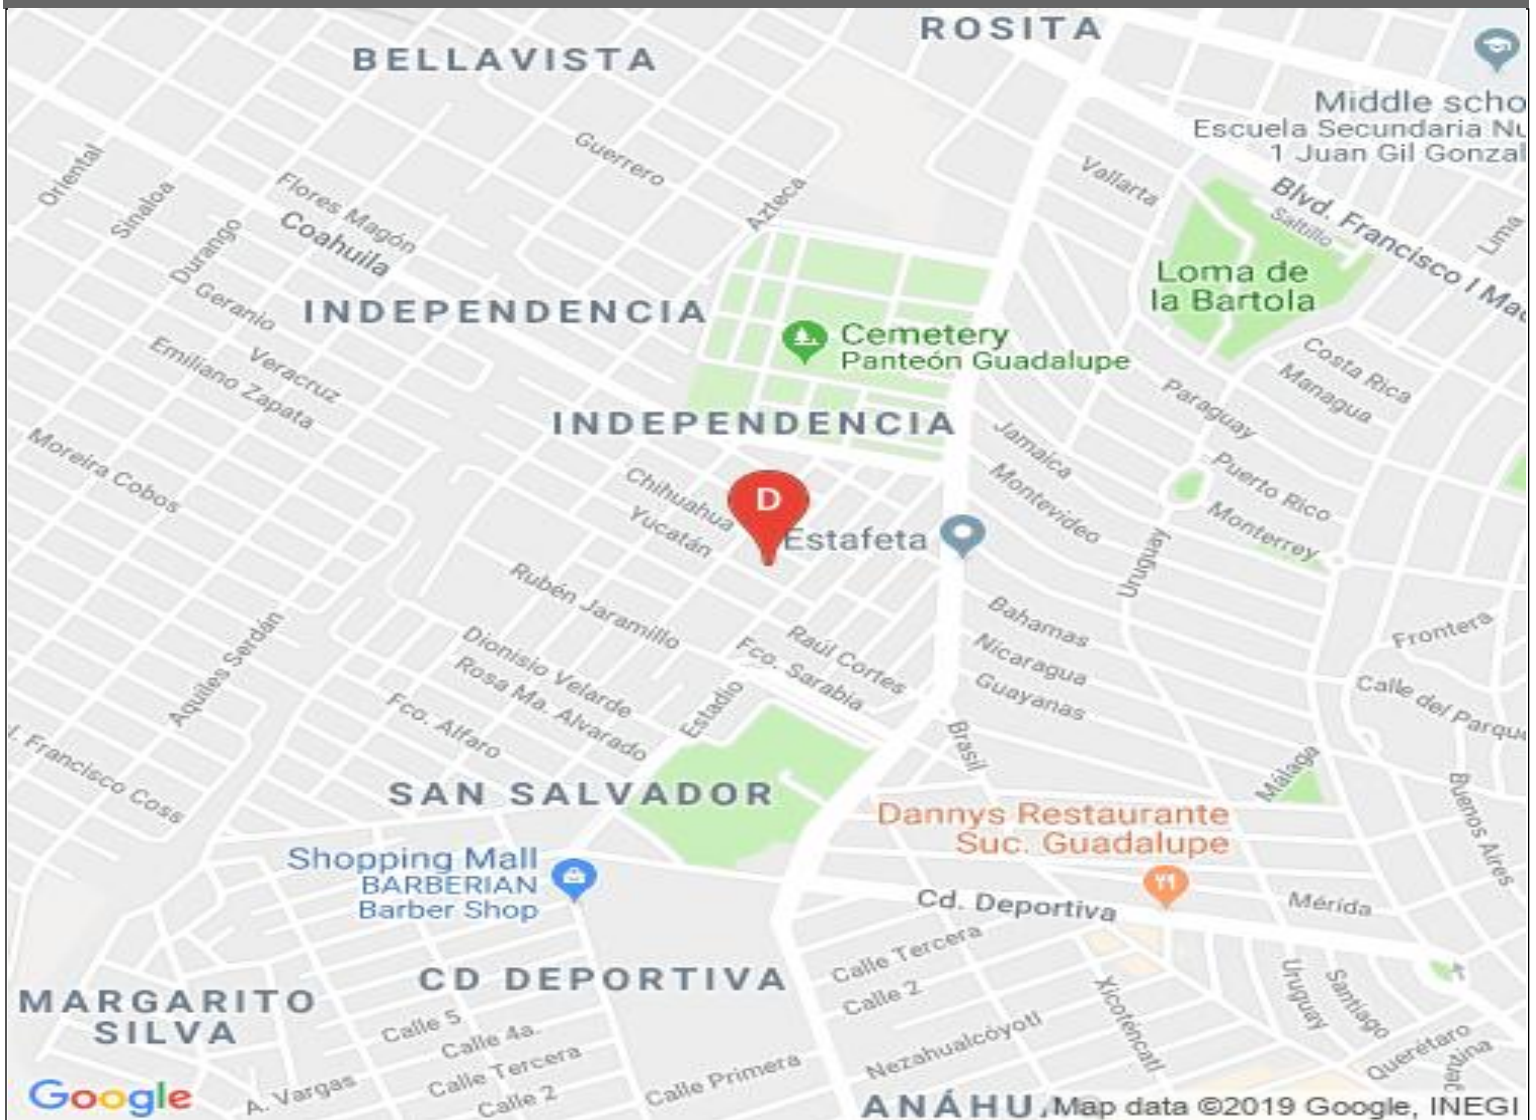 ROSITA
BELLAVISTA
Middle scho
Escuela Secundaria Nu
1 Juan Gil Gonzal
Guerrero
Oriental
Sinaloa
Flores Magón
Coahuila
Azteca
Vallarta
Blvd. Francisco I Mad
Saltillo
Lima
Durango
D Geranio
INDEPENDENCIA
Loma de
la Bartola
Cemetery
Panteón Guadalupe
Veracruz
Emiliano Zapata
Costa Rica
Managua
Paraguay
INDEPENDENCIA
Moreira Cobos
Jamaica
Montevideo
Puerto Rico
Monterrey
Chihuahua
Yucatán
D
Estafeta
Uruguay
Rubén Jaramillo
Bahamas
Nicaragua
Guayanas
Frontera
Calle del Parque
Aquiles Serdán
Dionisio Velarde
Rosa Ma. Alvarado
Fco. Alfaro
Raúl Cortes
Fco. Sarabia
Estadio
Brasil
Málaga
Buenos Aires
l. Francisco Coss
SAN SALVADOR
Dannys Restaurante
Suc. Guadalupe
Shopping Mall
BARBERIAN
Barber Shop
Cd. Deportiva
Mérida
Calle Tercera
Calle 2
CD DEPORTIVA
MARGARITO
SILVA
Calle 5
Calle 4a.
Calle Tercera
Calle 2
Calle Primera
A. Vargas
Nezahualcóyotl
Xicoténcatl
Uruguay
Santiago
Querétaro
entina
Google
ANÁHUA
Map data ©2019 Google, INEGI